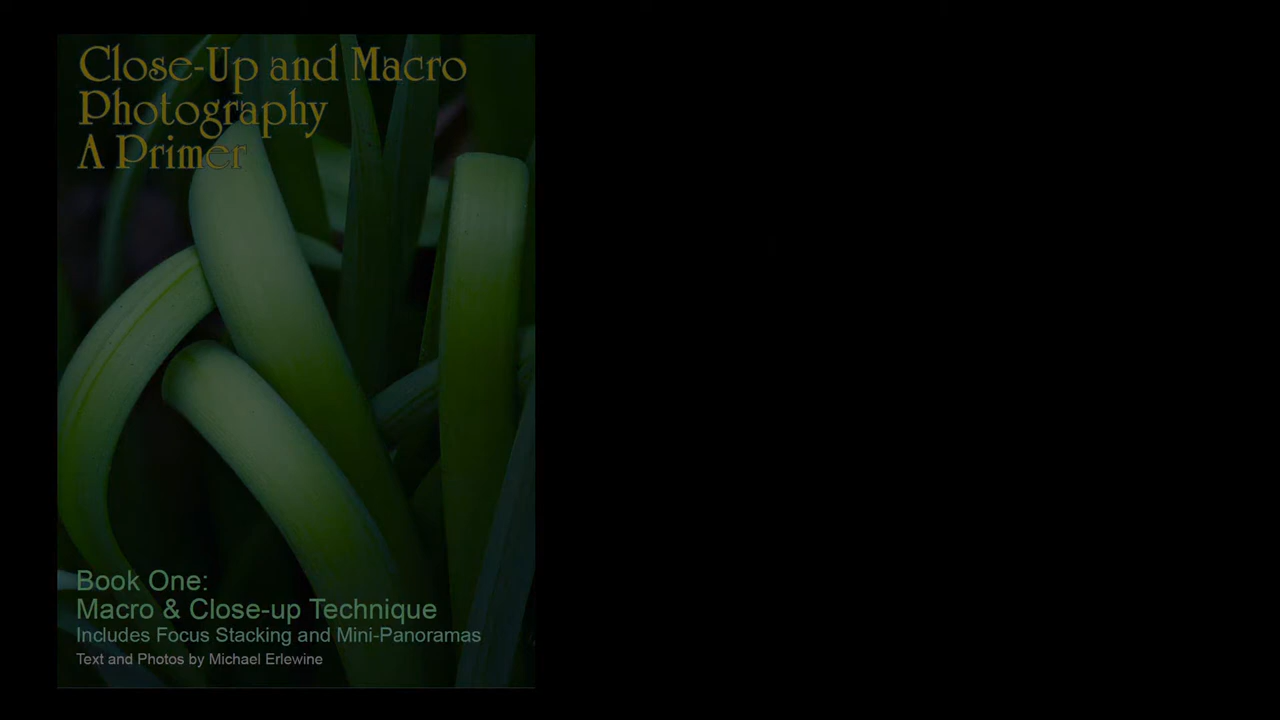 Close-Up and Macro
Photography
A Primer
Book One:
Macro & Close-up Technique
Includes Focus Stacking and Mini-Panoramas
Text and Photos by Michael Erlewine